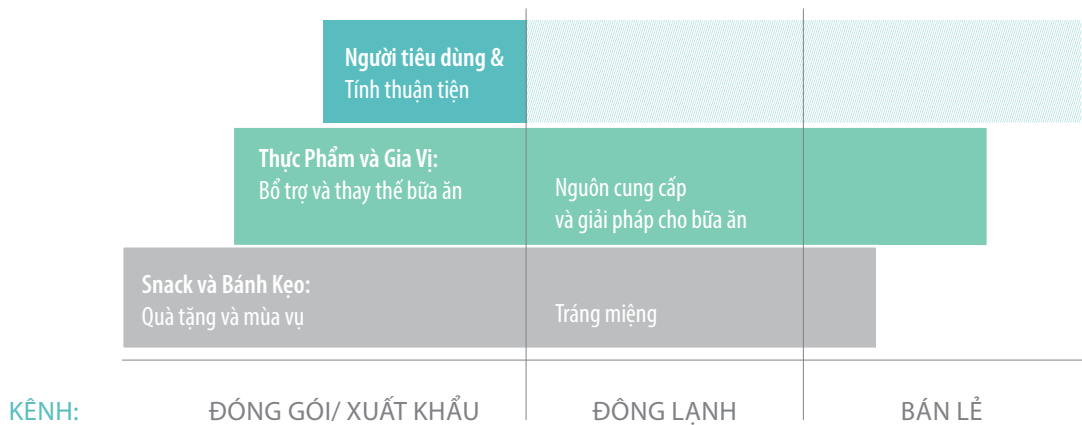 Người tiêu dùng &
Tính thuận tiện
Thực Phẩm và Gia Vị:
Bổ trợ và thay thế bữa ăn
Nguôn cung cấp
và giải pháp cho bữa ăn
Snack và Bánh Kẹo:
Quà tặng và mùa vụ
Tráng miệng
KÊNH:
ĐÓNG GÓI/ XUẤT KHẨU
ĐÔNG LẠNH
BÁN LẺ